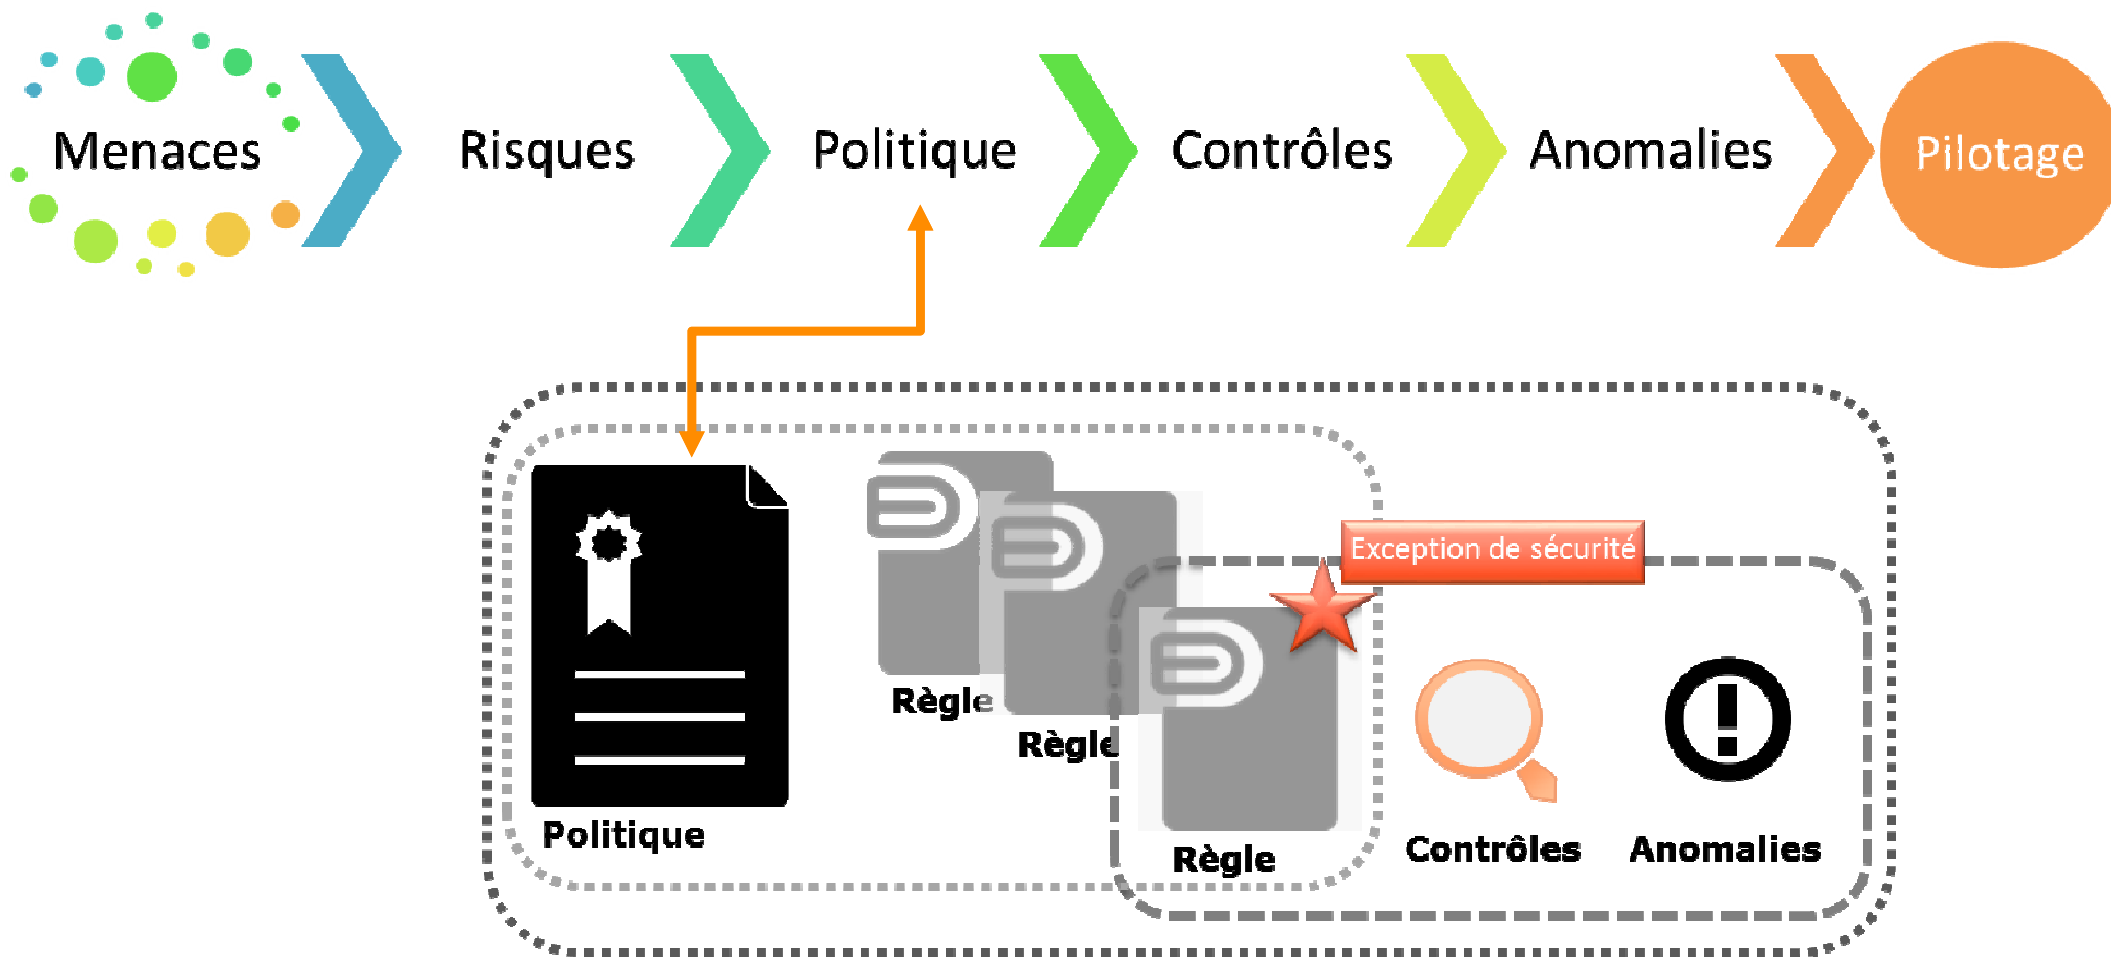 Menaces
Risques
Politique
Contrôles
Anomalies
Pilotage
Exception de sécurité
Règle
Règle
Politique
Règle
Contrôles
Anomalies